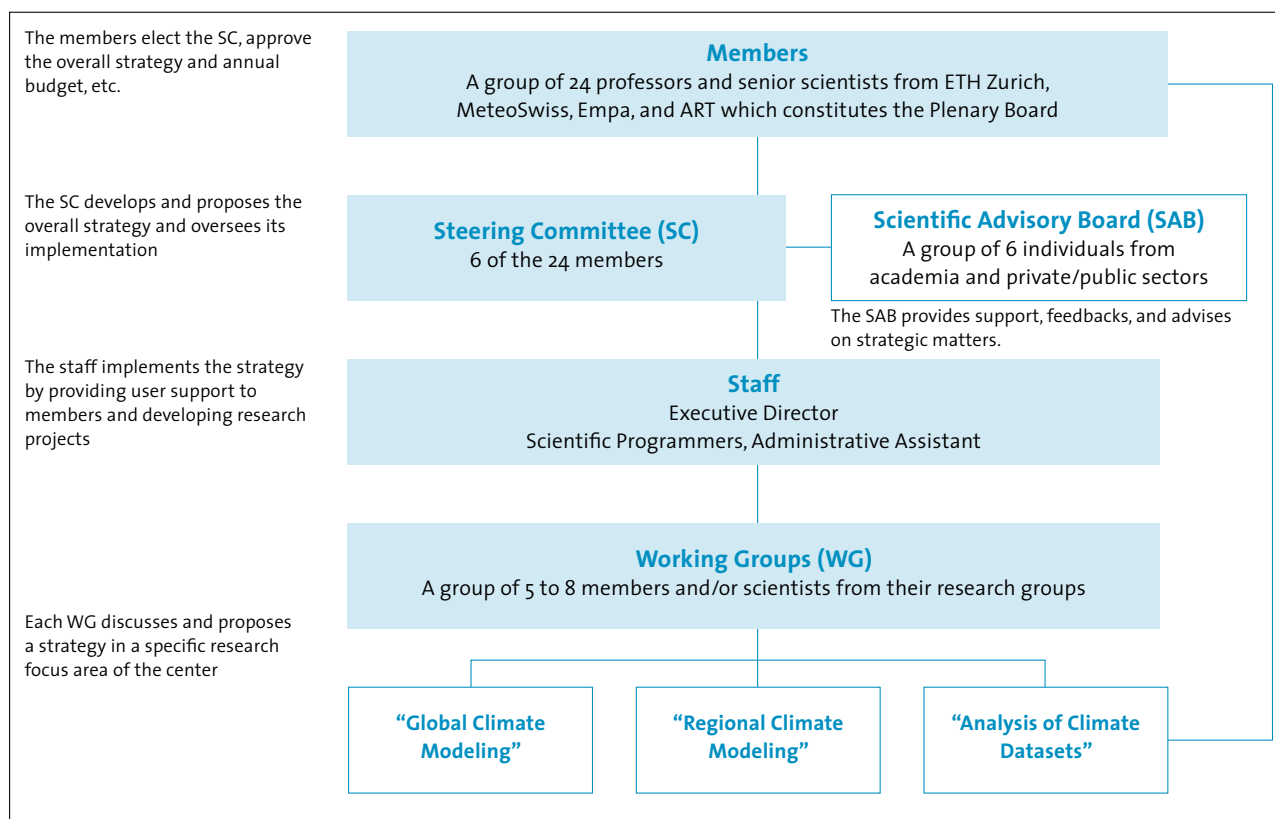 The members elect the SC, approve
the overall strategy and annual
budget, etc.
Members
A group of 24 professors and senior scientists from ETH Zurich,
MeteoSwiss, Empa, and ART which constitutes the Plenary Board
The SC develops and proposes the
overall strategy and oversees its
implementation
Steering Committee (SC)
6 of the 24 members
Scientific Advisory Board (SAB)
A group of 6 individuals from
academia and private/public sectors
The SAB provides support, feedbacks, and advises
on strategic matters.
The staff implements the strategy
by providing user support to
members and developing research
projects
Staff
Executive Director
Scientific Programmers, Administrative Assistant
Working Groups (WG)
A group of 5 to 8 members and/or scientists from their research groups
Each WG discusses and proposes
a strategy in a specific research
focus area of the center
“Global Climate
Modeling”
“Regional Climate
Modeling”
“Analysis of Climate
Datasets”